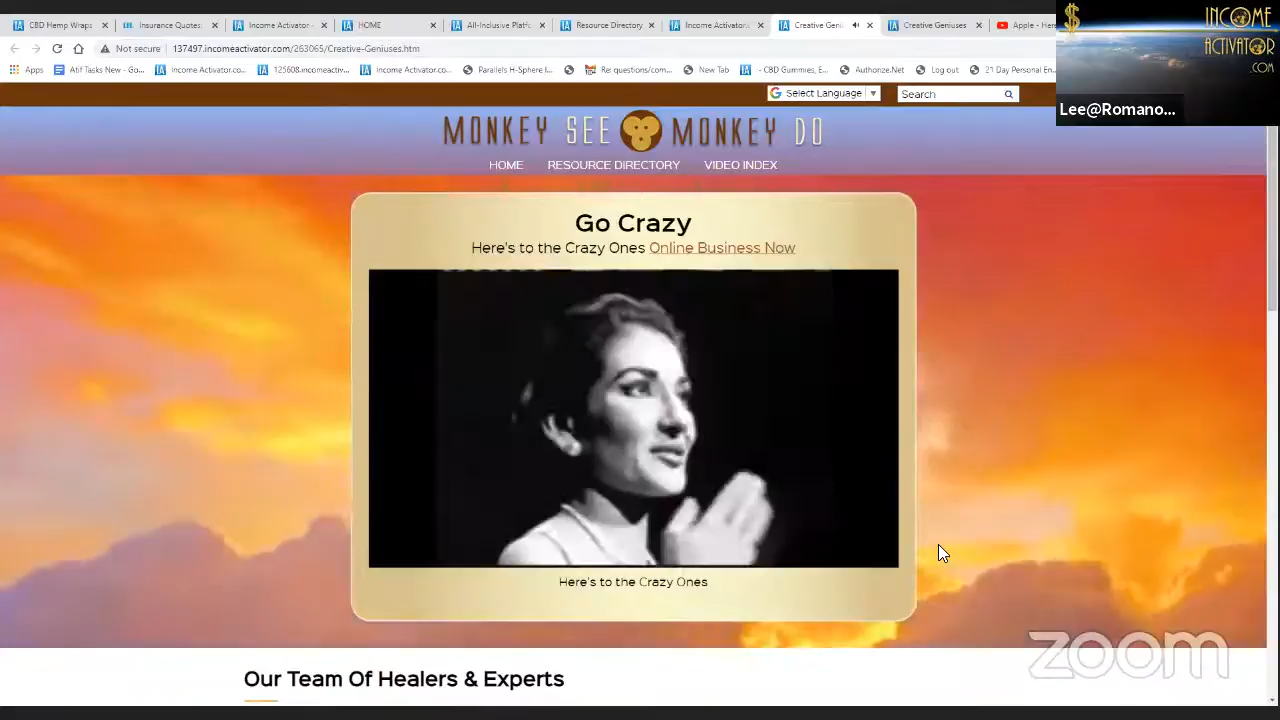 CBD Hemp Wraps
Insurance Quotes
Income Activator -
HOME
All-Inclusive Platfo
Resource Directory
Income Activator
Creative Geni
Creative Geniuses
Apple - Her
Not secure
137497.incomeactivator.com/263065/Creative-Geniuses.htm
Apps
Atif Tasks New - Go...
Income Activator.co...
125608.incomeactiv...
Income Activator.co...
Parallel's H-Sphere I...
Rei questions/com...
New Tab
- CBD Gummies, E...
Authorize.Net
Log out
21 Day Personal En
$
INCOME
ACTIVATOR
.COM
Lee@Romano...
Select Language
Search
MONKEY SEE MONKEY DO
HOME RESOURCE DIRECTORY VIDEO INDEX
Go Crazy
Here's to the Crazy Ones Online Business Now
Here's to the Crazy Ones
zoom
Our Team Of Healers & Experts